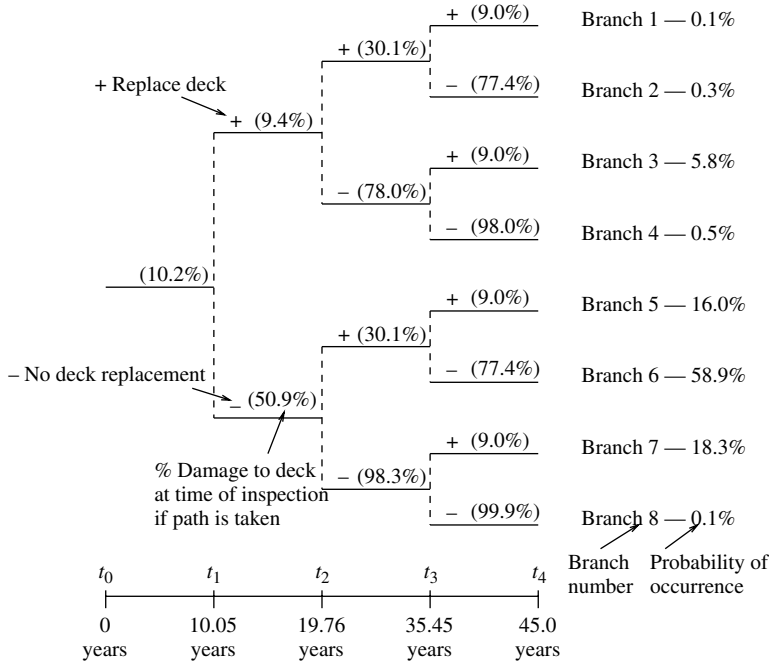 + (9.0%)
Branch 1 — 0.1%
+ (30.1%)
– (77.4%)
Branch 2 — 0.3%
+ Replace deck
+ (9.4%)
+ (9.0%)
Branch 3 — 5.8%
– (78.0%)
– (98.0%)
Branch 4 — 0.5%
(10.2%)
+ (9.0%)
Branch 5 — 16.0%
+ (30.1%)
– (77.4%)
Branch 6 — 58.9%
– No deck replacement
– (50.9%)
+ (9.0%)
Branch 7 — 18.3%
% Damage to deck
at time of inspection
if path is taken
– (98.3%)
– (99.9%)
Branch 8 — 0.1%
Branch
number
Probability of
occurrence
t0 t1 t2 t3 t4
0 10.05 19.76 35.45 45.0
years years years years years